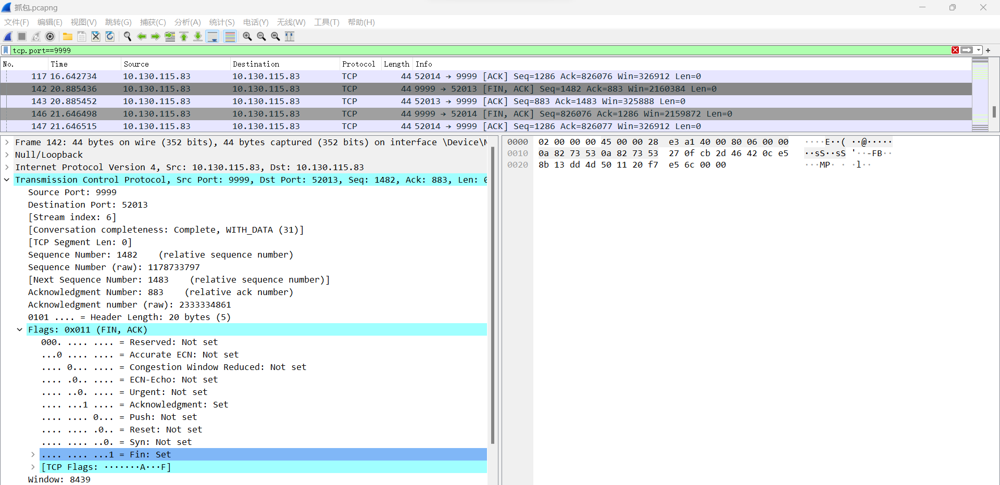 抓包.pcapng
文件(F) 编辑(E) 视图(V) 跳转(G) 捕获(C) 分析(A) 统计(S) 电话(Y) 无线(W) 工具(T) 帮助(H)
tcp.port==9999
No. Time Source Destination Protocol Length Info
117 16.642734 10.130.115.83 10.130.115.83 TCP 44 52014 → 9999 [ACK] Seq=1286 Ack=826076 Win=326912 Len=0
142 20.885436 10.130.115.83 10.130.115.83 TCP 44 9999 → 52013 [FIN, ACK] Seq=1482 Ack=883 Win=2160384 Len=0
143 20.885452 10.130.115.83 10.130.115.83 TCP 44 52013 → 9999 [ACK] Seq=883 Ack=1483 Win=325888 Len=0
146 21.646498 10.130.115.83 10.130.115.83 TCP 44 9999 → 52014 [FIN, ACK] Seq=826076 Ack=1286 Win=2159872 Len=0
147 21.646515 10.130.115.83 10.130.115.83 TCP 44 52014 → 9999 [ACK] Seq=1286 Ack=826077 Win=326912 Len=0
Frame 142: 44 bytes on wire (352 bits), 44 bytes captured (352 bits) on interface \Device\N
Null/Loopback
Internet Protocol Version 4, Src: 10.130.115.83, Dst: 10.130.115.83
Transmission Control Protocol, Src Port: 9999, Dst Port: 52013, Seq: 1482, Ack: 883, Len: 0
Source Port: 9999
Destination Port: 52013
[Stream index: 6]
[Conversation completeness: Complete, WITH_DATA (31)]
[TCP Segment Len: 0]
Sequence Number: 1482    (relative sequence number)
Sequence Number (raw): 1178733797
[Next Sequence Number: 1483    (relative sequence number)]
Acknowledgment Number: 883    (relative ack number)
Acknowledgment number (raw): 2333334861
0101 .... = Header Length: 20 bytes (5)
Flags: 0x011 (FIN, ACK)
000. .... .... = Reserved: Not set
...0 .... .... = Accurate ECN: Not set
.... 0... .... = Congestion Window Reduced: Not set
.... .0.. .... = ECN-Echo: Not set
.... ..0. .... = Urgent: Not set
.... ...1 .... = Acknowledgment: Set
.... .... 0... = Push: Not set
.... .... .0.. = Reset: Not set
.... .... ..0. = Syn: Not set
.... .... ...1 = Fin: Set
[TCP Flags: ·······A···F]
Window: 8439
0000 02 00 00 00 45 00 00 28 e3 a1 40 00 80 06 00 00 ····E··( ··@·····
0010 0a 82 73 53 0a 82 73 53 27 0f cb 2d 46 42 0c e5 ··sS··sS '··-FB··
0020 8b 13 dd 4d 50 11 20 f7 e5 6c 00 00 ···MP· · ·l··